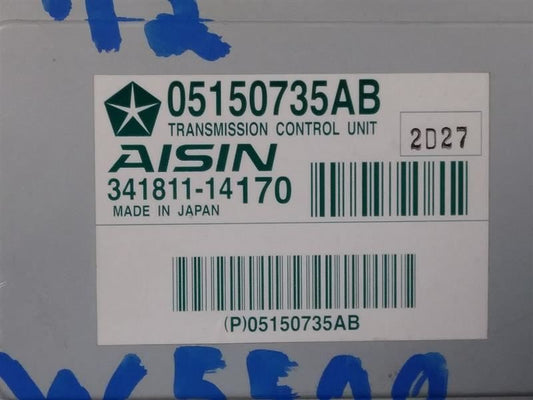 05150735AB
TRANSMISSION CONTROL UNIT
2D27
AISIN
341811-14170
MADE IN JAPAN
(P)05150735AB